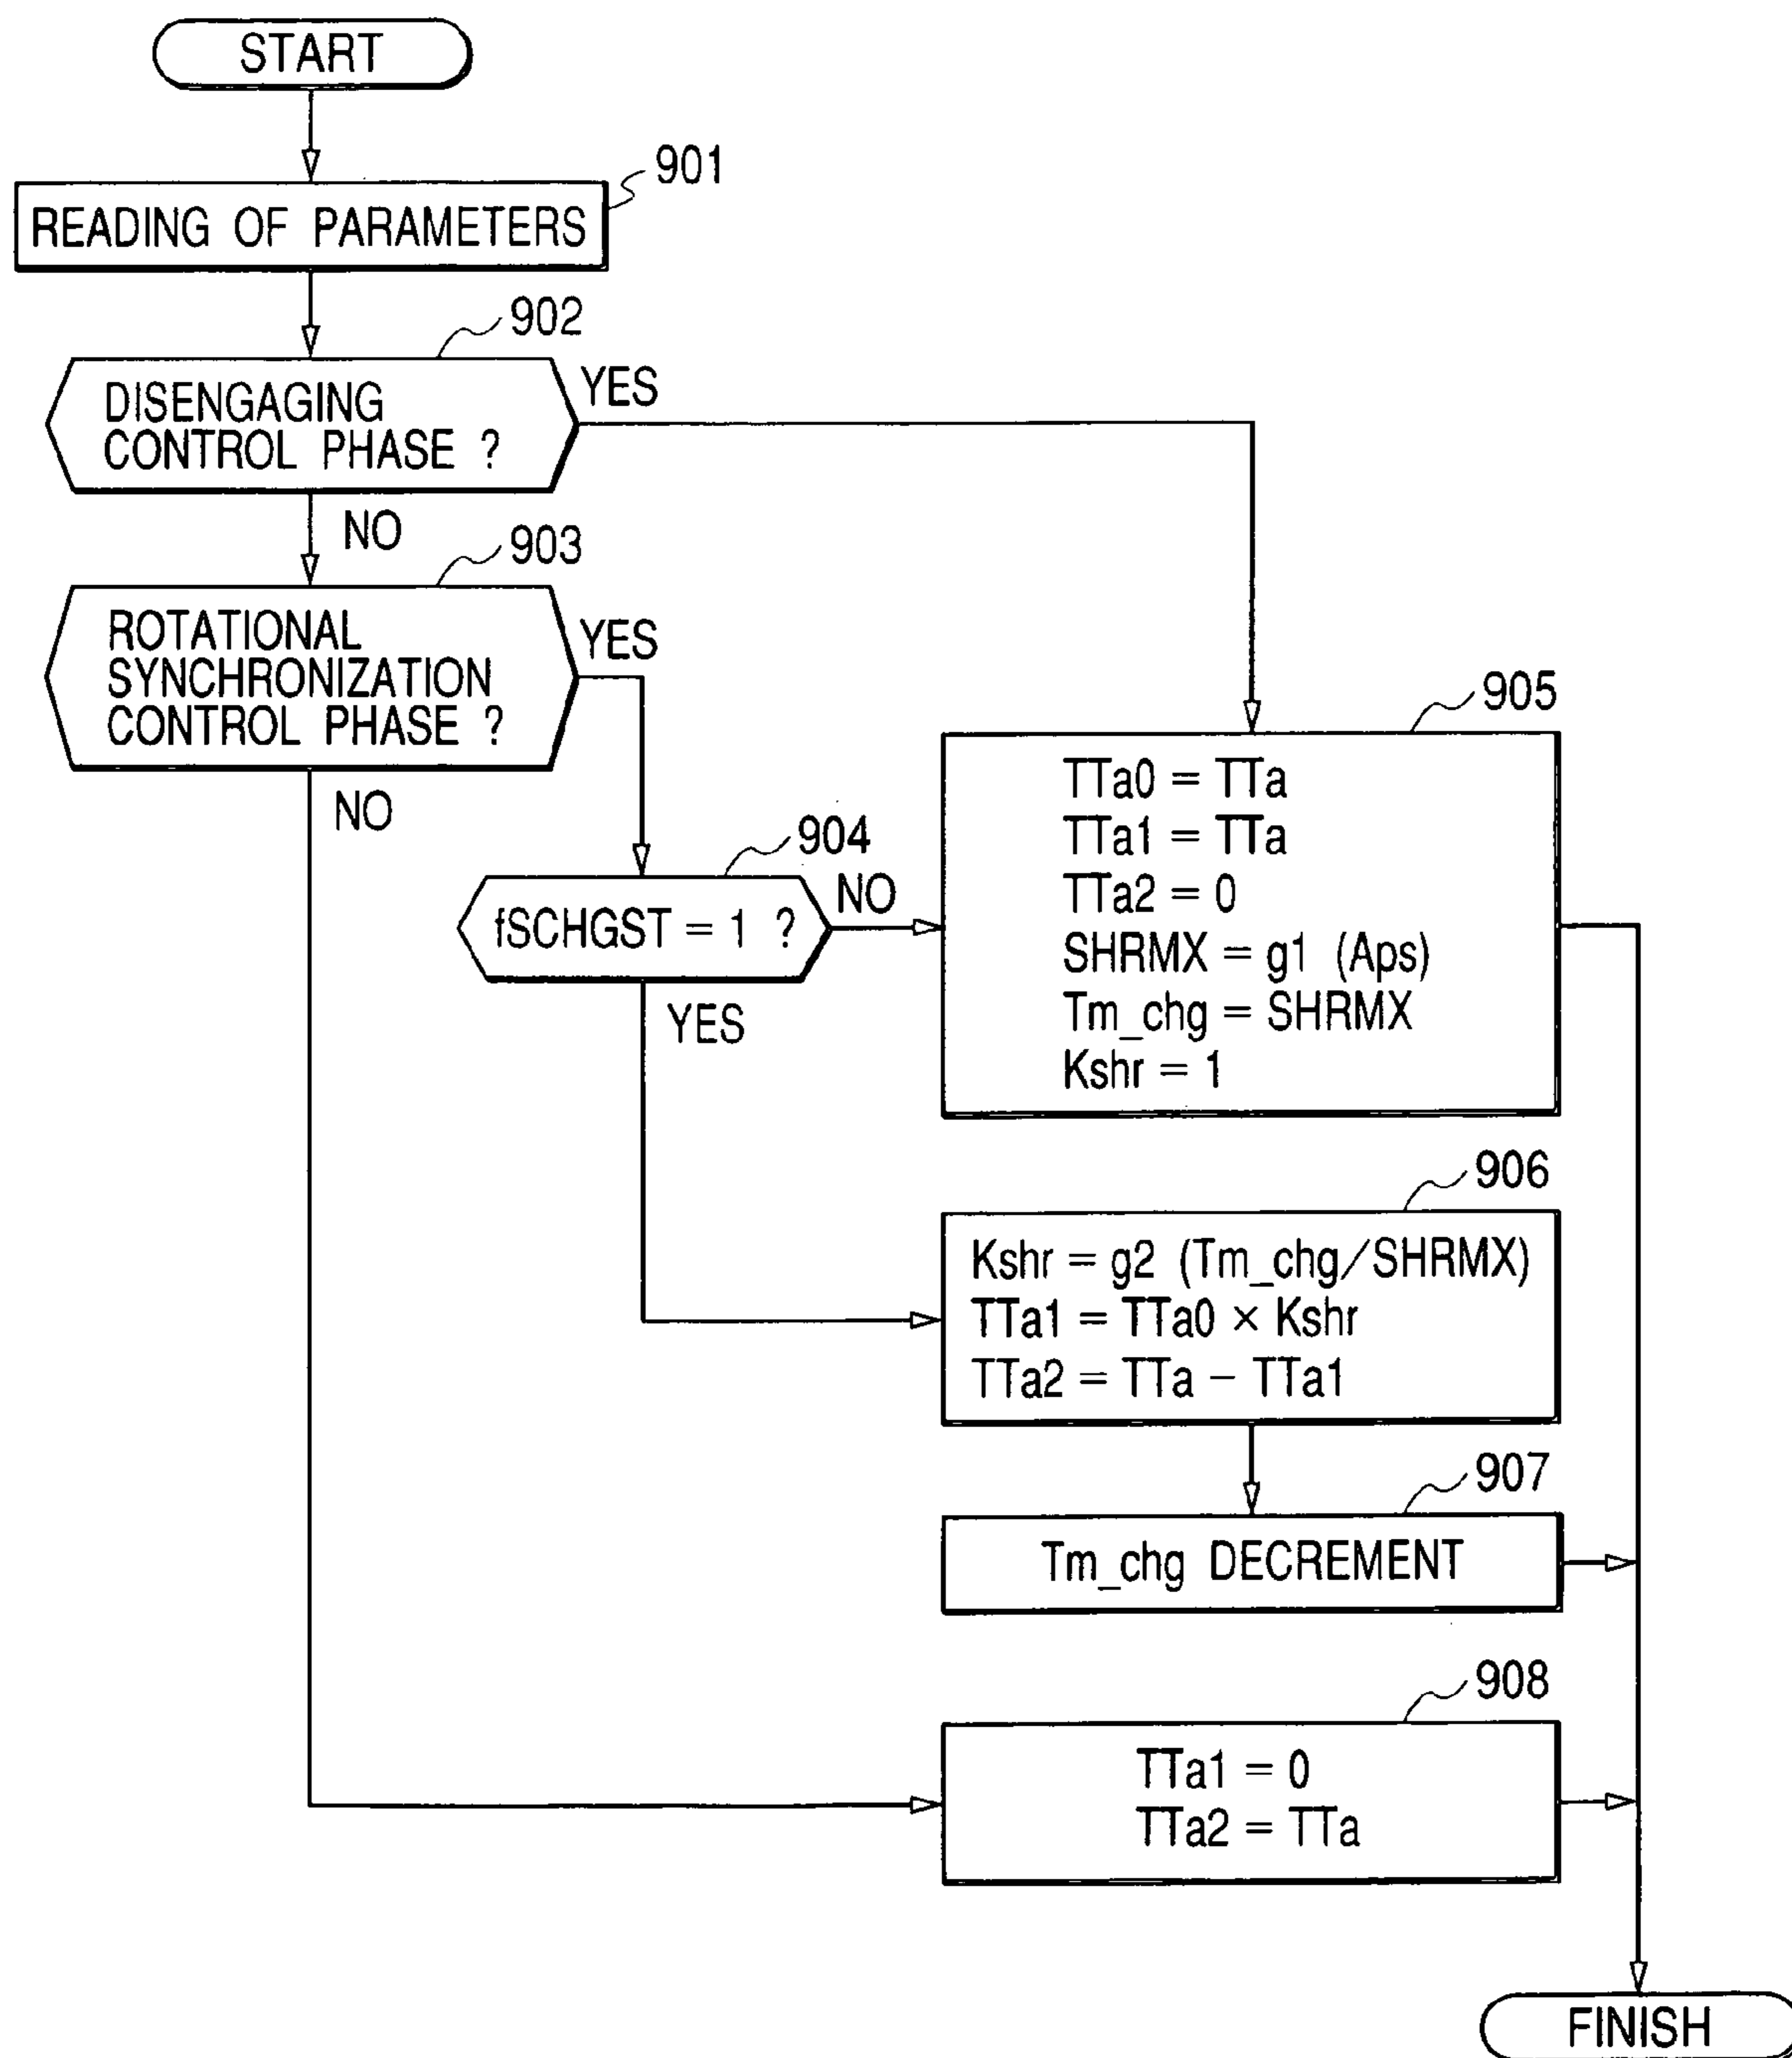 START
901
READING OF PARAMETERS
902
DISENGAGING
CONTROL PHASE ?
YES
NO
903
ROTATIONAL
SYNCHRONIZATION
CONTROL PHASE ?
YES
NO
904
fSCHGST = 1 ?
NO
YES
905
TTa0 = TTa
TTa1 = TTa
TTa2 = 0
SHRMX = g1 (Aps)
Tm_chg = SHRMX
Kshr = 1
906
Kshr = g2 (Tm_chg/SHRMX)
TTa1 = TTa0 × Kshr
TTa2 = TTa − TTa1
907
Tm_chg DECREMENT
908
TTa1 = 0
TTa2 = TTa
FINISH